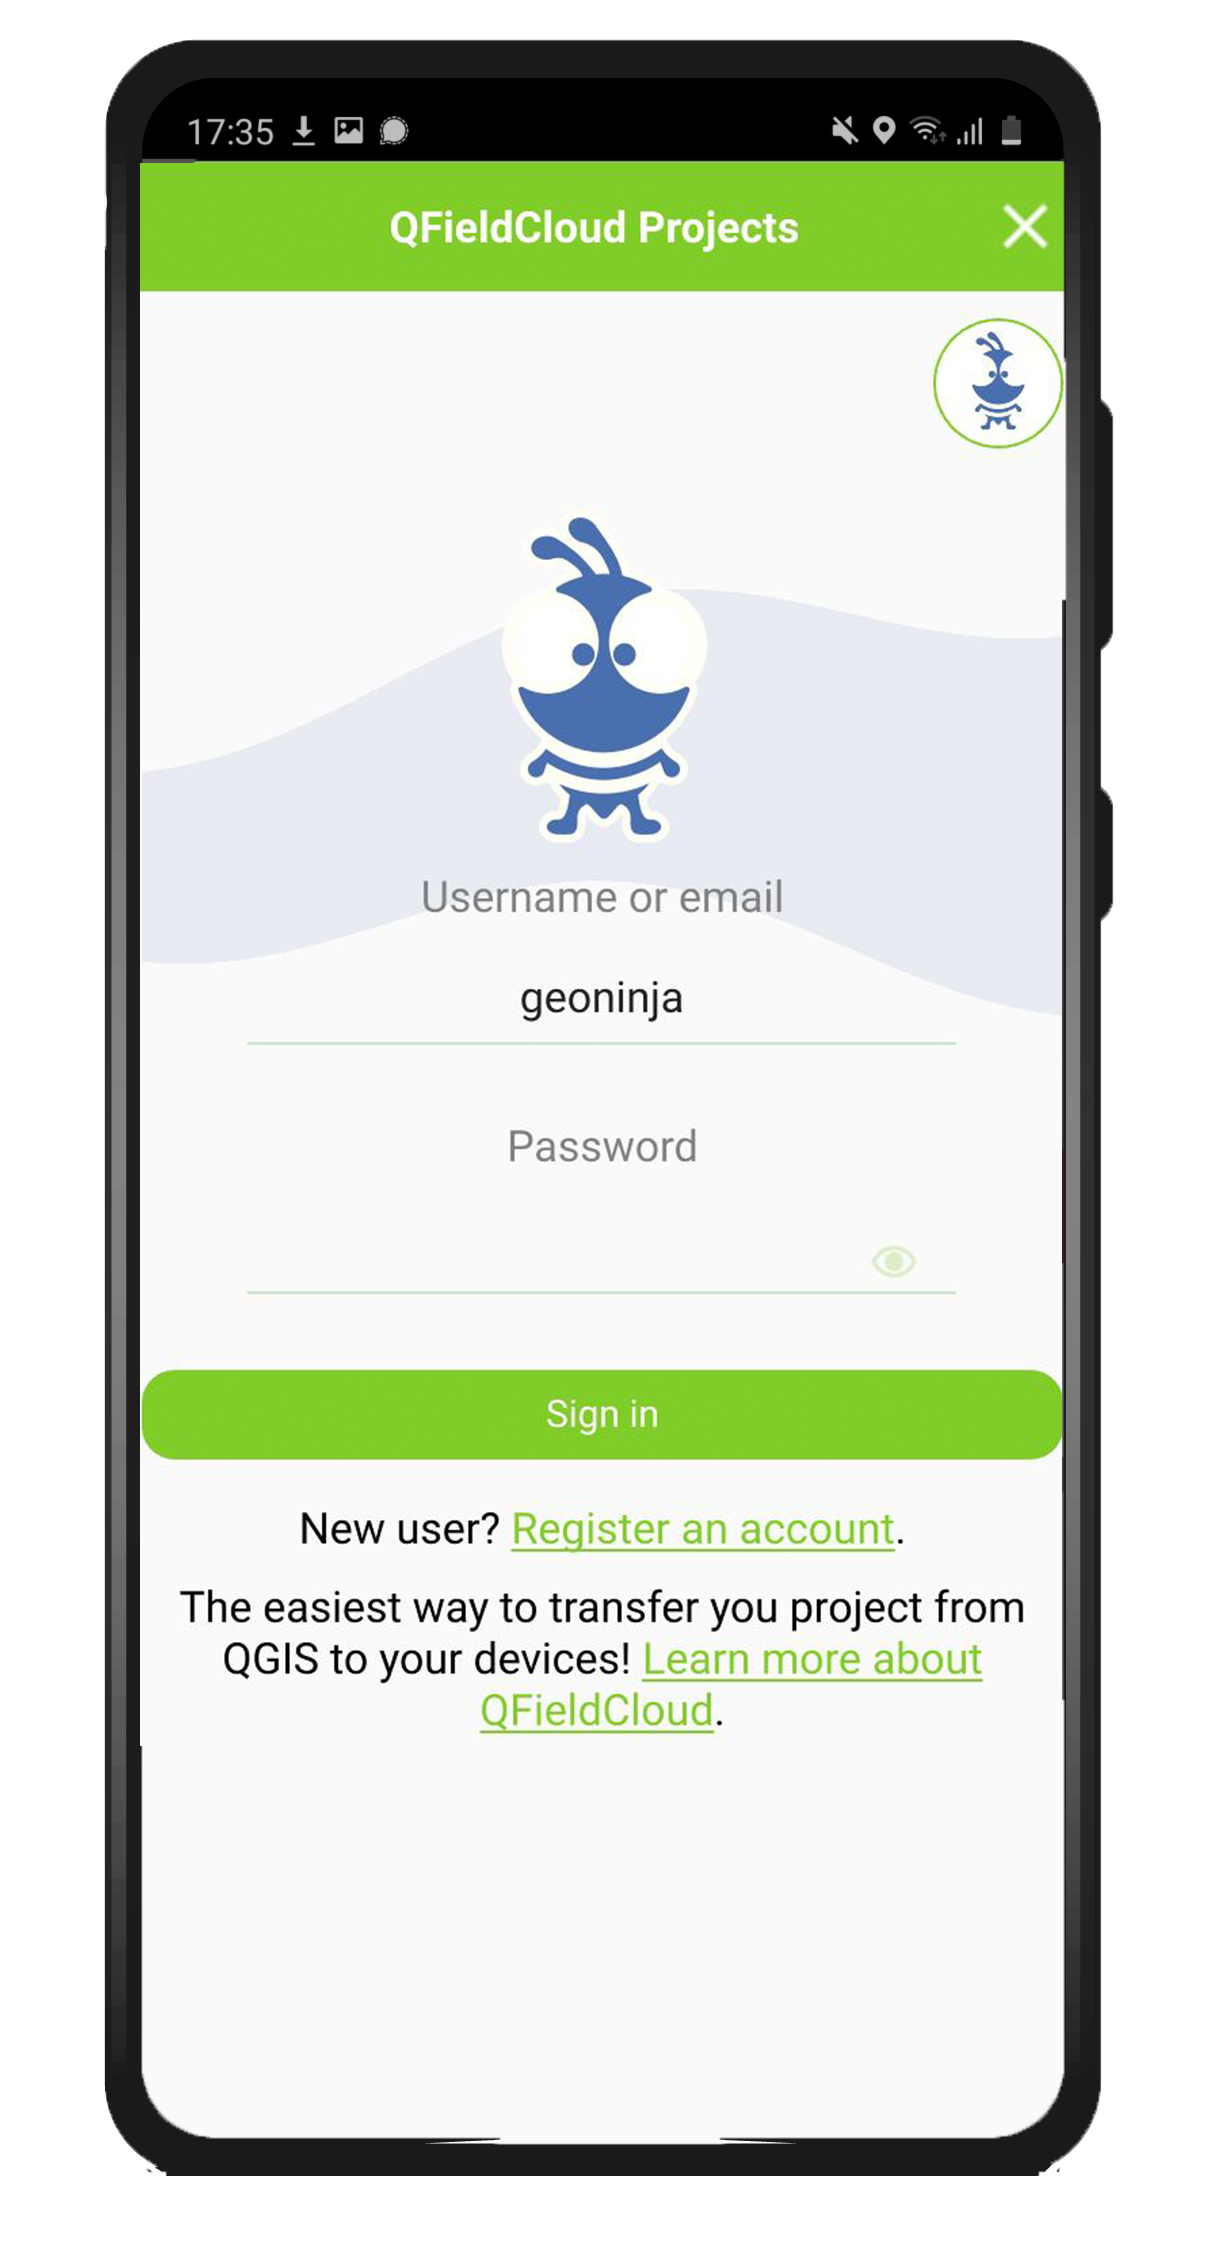 17:35
QFieldCloud Projects
Username or email
geoninja
Password
Sign in
New user? Register an account.
The easiest way to transfer you project from
QGIS to your devices! Learn more about
QFieldCloud.